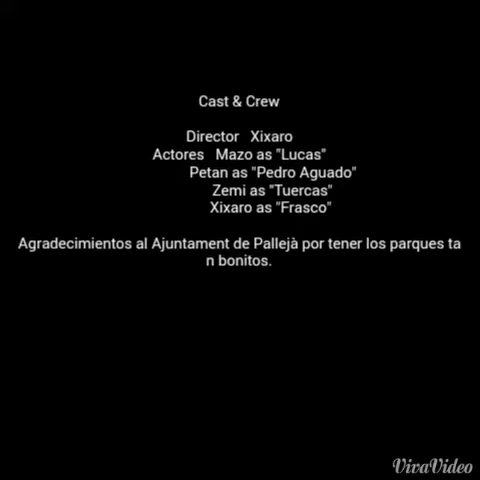 Cast & Crew
Director Xixaro
Actores Mazo as "Lucas"
Petan as "Pedro Aguado"
Zemi as "Tuercas"
Xixaro as "Frasco"
Agradecimientos al Ajuntament de Pallejà por tener los parques ta
n bonitos.
VivaVideo